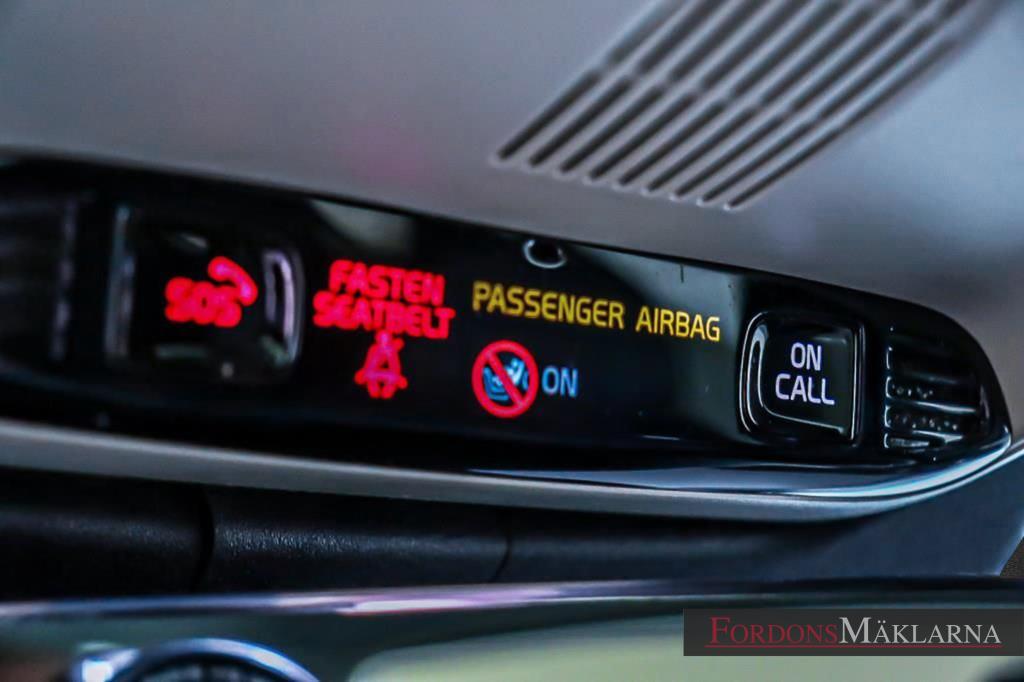 SOS
FASTEN
SEATBELT
PASSENGER AIRBAG
ON
ON
CALL
FORDONSMÄKLARNA